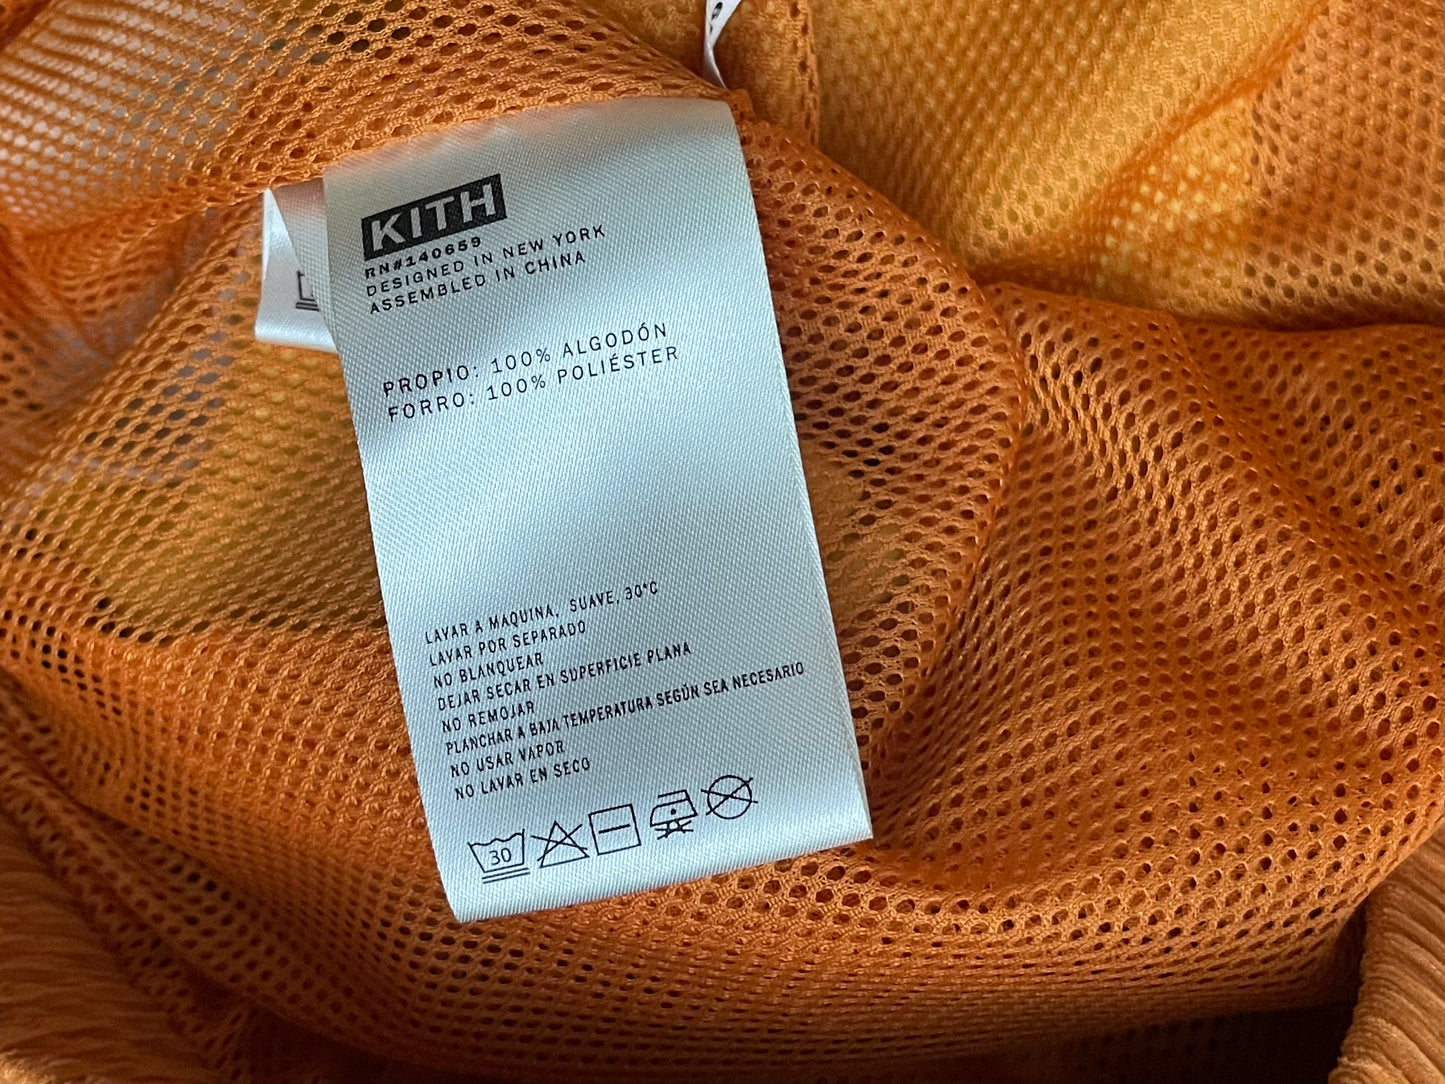 KITH
RN#140659
DESIGNED IN NEW YORK
ASSEMBLED IN CHINA
PROPIO: 100% ALGODÓN
FORRO: 100% POLIÉSTER
LAVAR A MAQUINA, SUAVE, 30°C
LAVAR POR SEPARADO
NO BLANQUEAR
DEJAR SECAR EN SUPERFICIE PLANA
NO REMOJAR
PLANCHAR A BAJA TEMPERATURA SEGÚN SEA NECESARIO
NO USAR VAPOR
NO LAVAR EN SECO
30